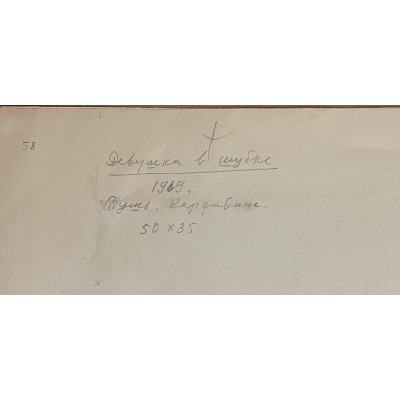 58
Девушка в шубке
1969.
Тушь. Карандаш.
50 x 35